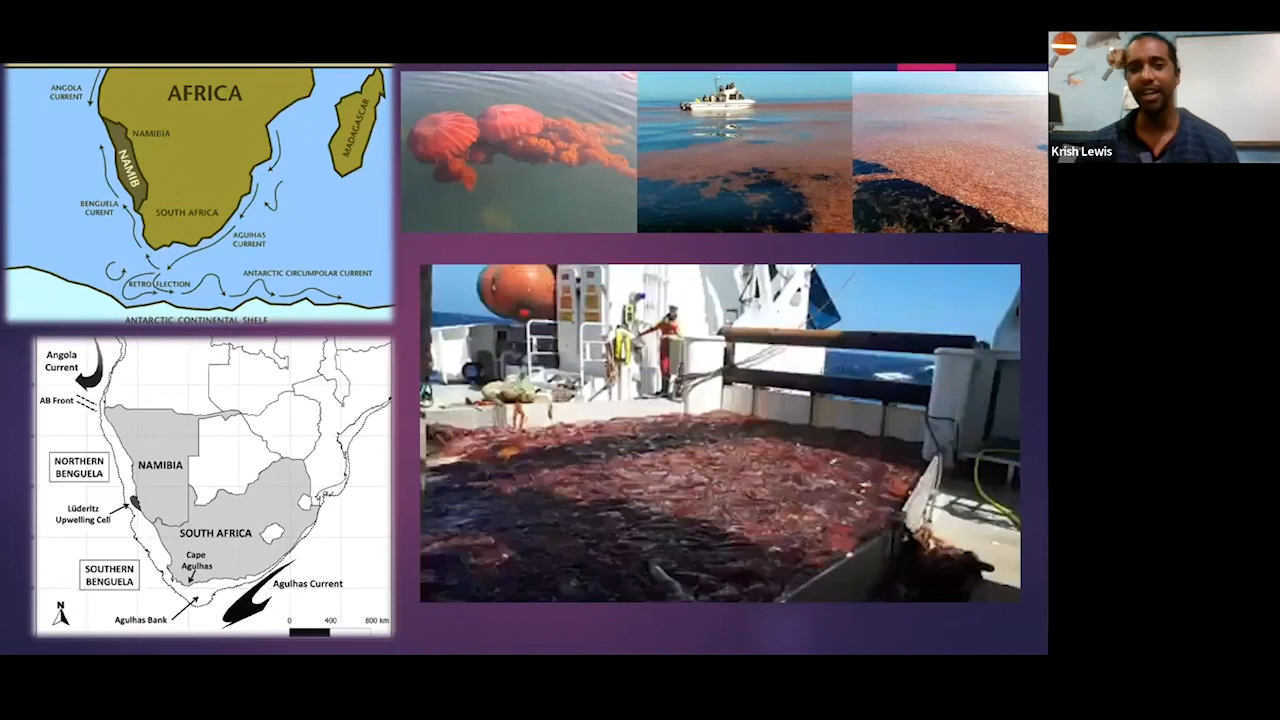 AFRICA
ANGOLA
CURRENT
NAMIBIA
NAMIB
MADAGASCAR
BENGUELA
CURENT
SOUTH AFRICA
AGUIHAS
CURRENT
ANTARCTIC CIRCUMPOLAR CURRENT
RETROFLECTION
ANTARCTIC CONTINENTAL SHELF
Angola
Current
AB Front
NORTHERN
BENGUELA
NAMIBIA
Lüderitz
Upwelling Cell
SOUTH AFRICA
Cape
Agulhas
SOUTHERN
BENGUELA
Agulhas Current
N
Agulhas Bank
0 400 800 km
Krish Lewis